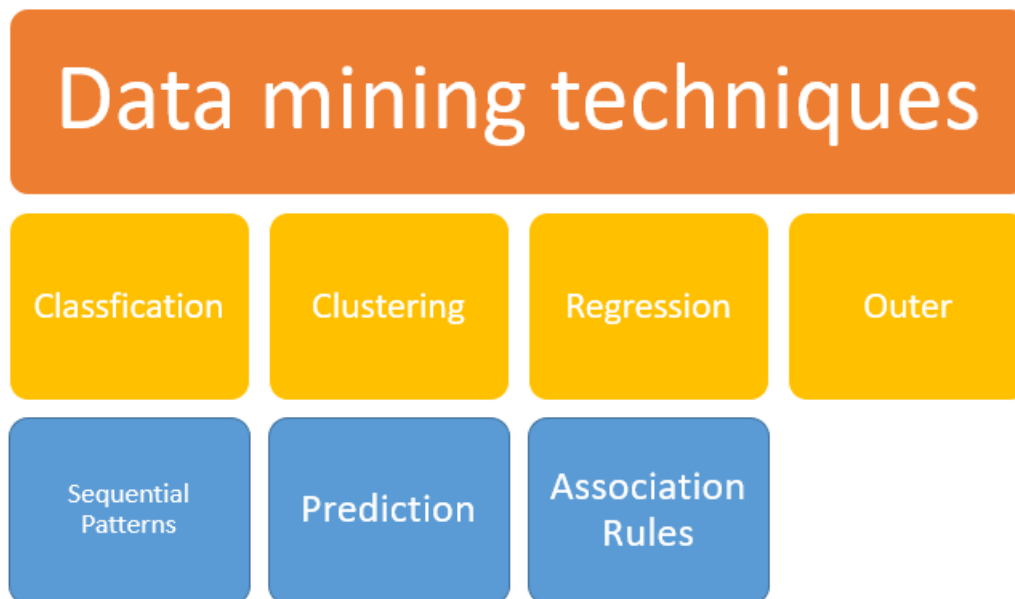 Data mining techniques
Classfication
Clustering
Regression
Outer
Sequential
Patterns
Prediction
Association
Rules